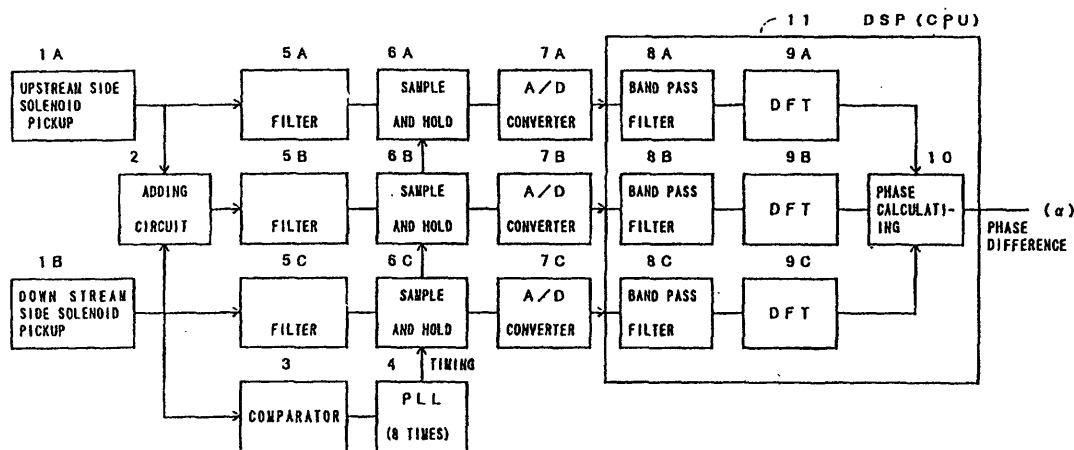 11 DSP (CPU)
1A 5A 6A 7A 8A 9A
UPSTREAM SIDE
SOLENOID
PICKUP
FILTER
SAMPLE
AND HOLD
A/D
CONVERTER
BAND PASS
FILTER
DFT
2 5B 6B 7B 8B 9B 10
ADDING
CIRCUIT
FILTER
SAMPLE
AND HOLD
A/D
CONVERTER
BAND PASS
FILTER
DFT
PHASE
CALCULATI-
ING
(α)
PHASE
DIFFERENCE
1B 5C 6C 7C 8C 9C
DOWN STREAM
SIDE SOLENOID
PICKUP
FILTER
SAMPLE
AND HOLD
A/D
CONVERTER
BAND PASS
FILTER
DFT
3 4 TIMING
COMPARATOR
PLL
(8 TIMES)